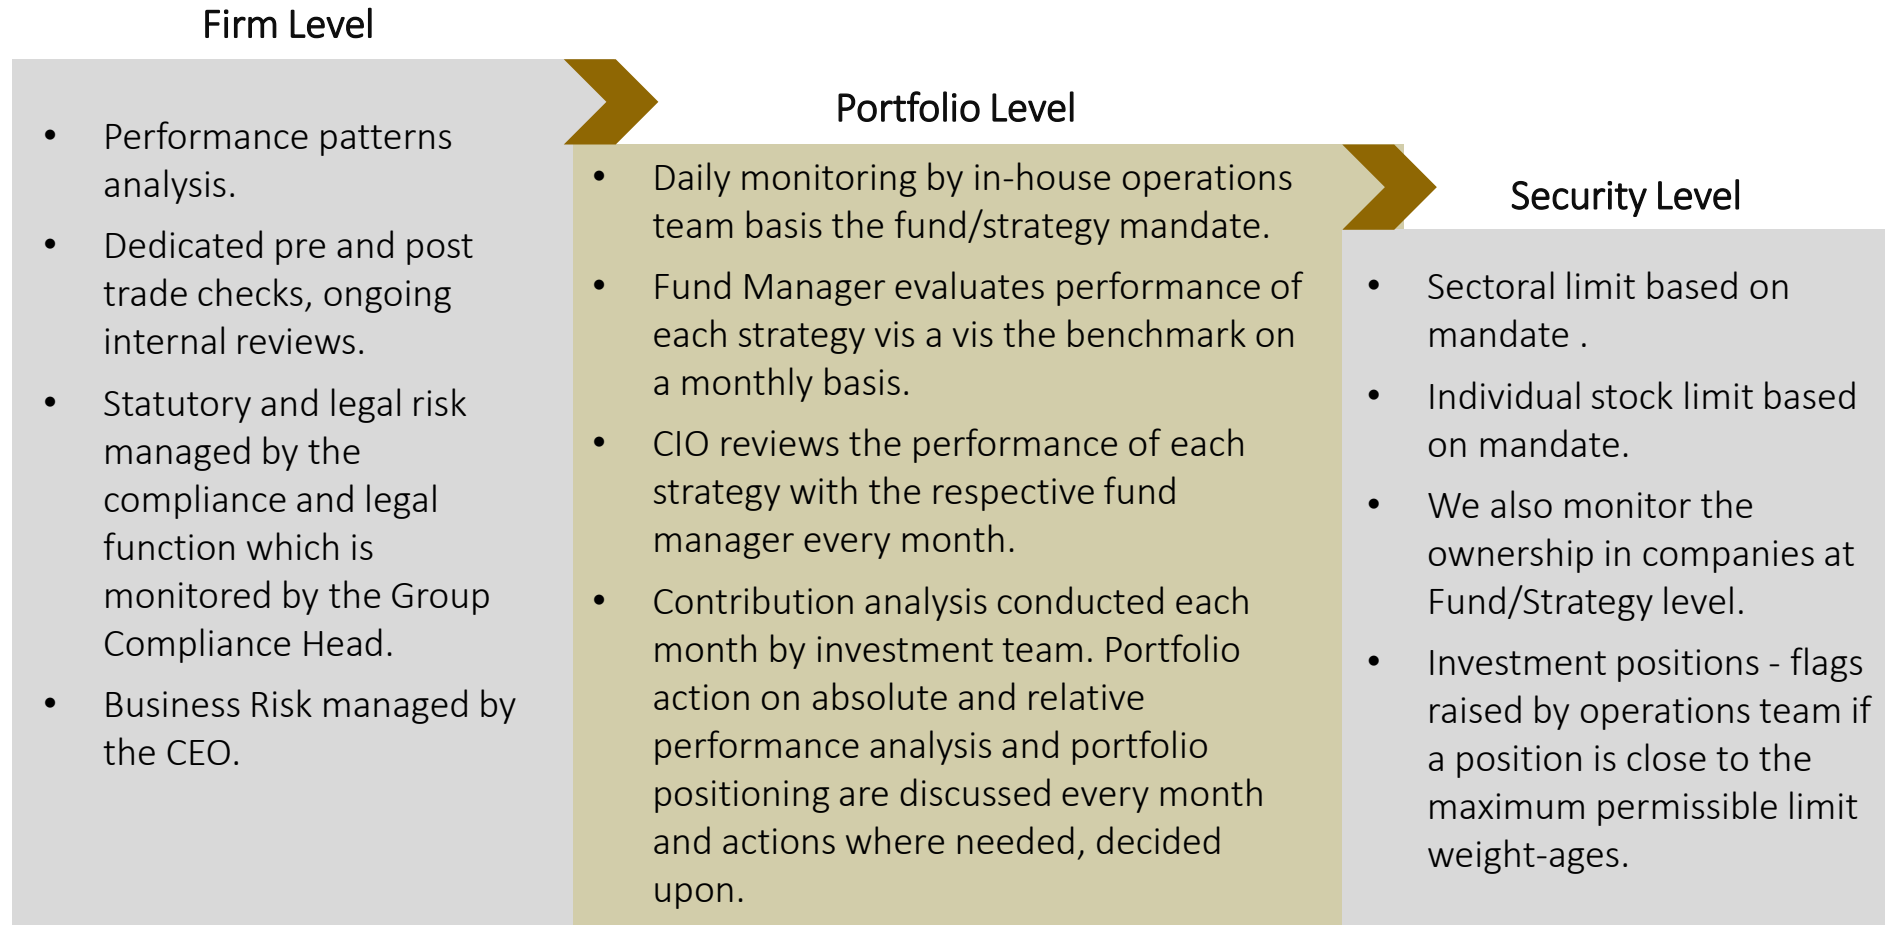 Firm Level
• Performance patterns
analysis.
• Dedicated pre and post
trade checks, ongoing
internal reviews.
• Statutory and legal risk
managed by the
compliance and legal
function which is
monitored by the Group
Compliance Head.
• Business Risk managed by
the CEO.
Portfolio Level
• Daily monitoring by in-house operations
team basis the fund/strategy mandate.
• Fund Manager evaluates performance of
each strategy vis a vis the benchmark on
a monthly basis.
• CIO reviews the performance of each
strategy with the respective fund
manager every month.
• Contribution analysis conducted each
month by investment team. Portfolio
action on absolute and relative
performance analysis and portfolio
positioning are discussed every month
and actions where needed, decided
upon.
Security Level
• Sectoral limit based on
mandate .
• Individual stock limit based
on mandate.
• We also monitor the
ownership in companies at
Fund/Strategy level.
• Investment positions - flags
raised by operations team if
a position is close to the
maximum permissible limit
weight-ages.